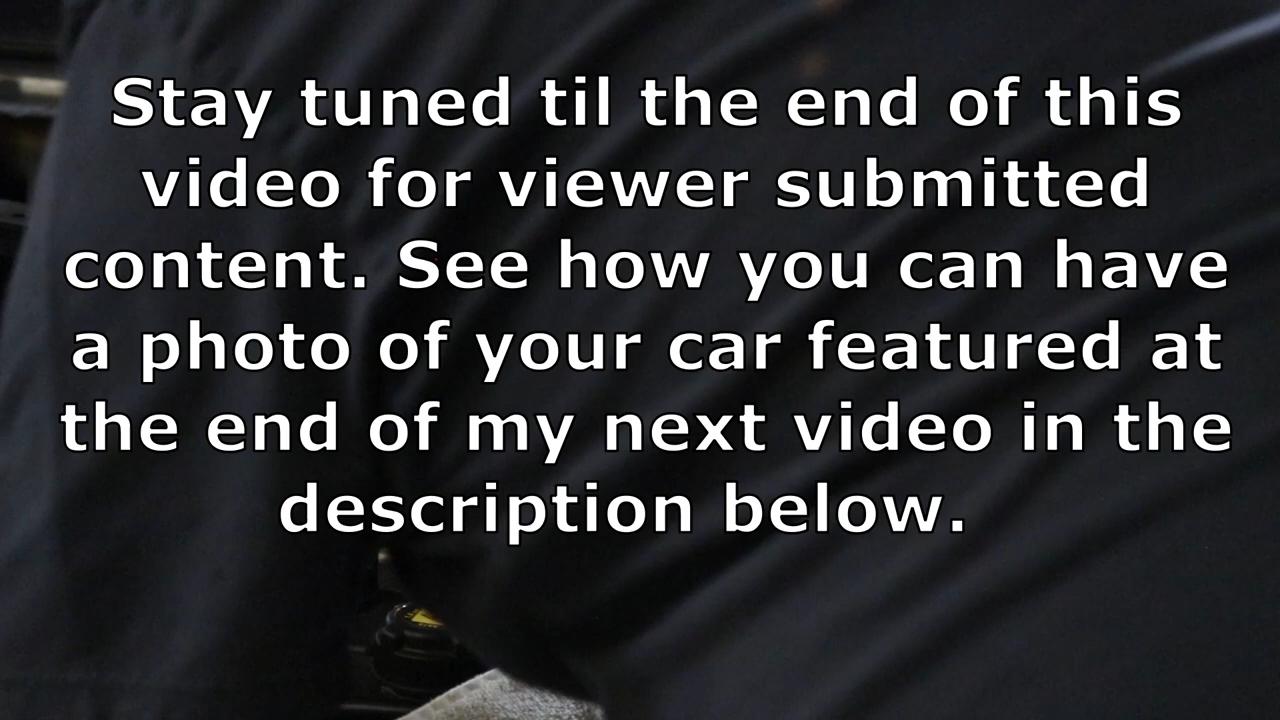 Stay tuned til the end of this
video for viewer submitted
content. See how you can have
a photo of your car featured at
the end of my next video in the
description below.